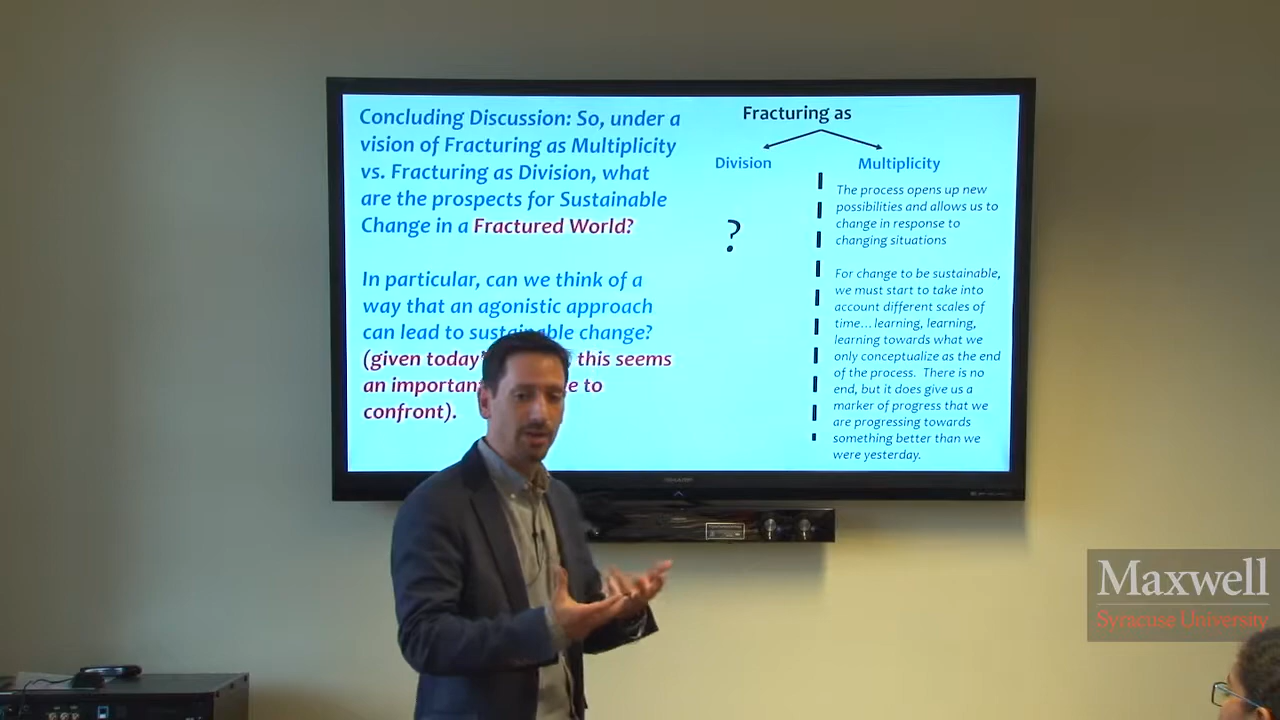 Concluding Discussion: So, under a
vision of Fracturing as Multiplicity
vs. Fracturing as Division, what
are the prospects for Sustainable
Change in a Fractured World?
In particular, can we think of a
way that an agonistic approach
can lead to sustainable change?
(given today' this seems
an important to
confront).
Fracturing as
Division
?
Multiplicity
The process opens up new
possibilities and allows us to
change in response to
changing situations
For change to be sustainable,
we must start to take into
account different scales of
time... learning, learning,
learning towards what we
only conceptualize as the end
of the process. There is no
end, but it does give us a
marker of progress that we
are progressing towards
something better than we
were yesterday.
SHARP
Maxwell
Syracuse University